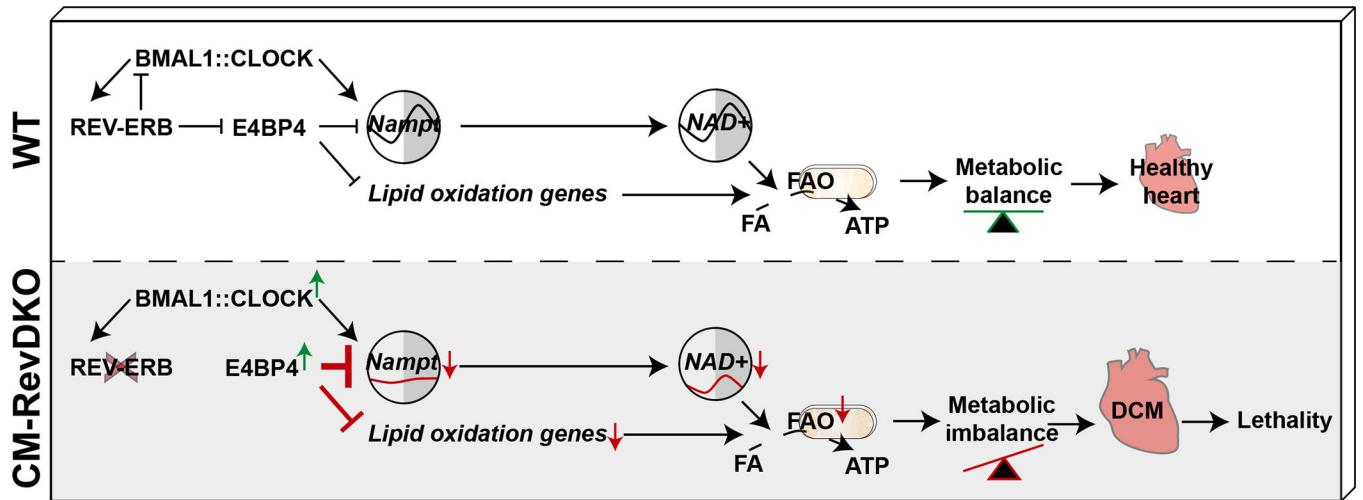 WT
BMAL1::CLOCK
REV-ERB
E4BP4
Nampt
NAD+
Lipid oxidation genes
FAO
FA
ATP
Metabolic
balance
Healthy
heart
CM-RevDKO
BMAL1::CLOCK
REV-ERB
E4BP4
Nampt
NAD+
Lipid oxidation genes
FAO
FA
ATP
Metabolic
imbalance
DCM
Lethality